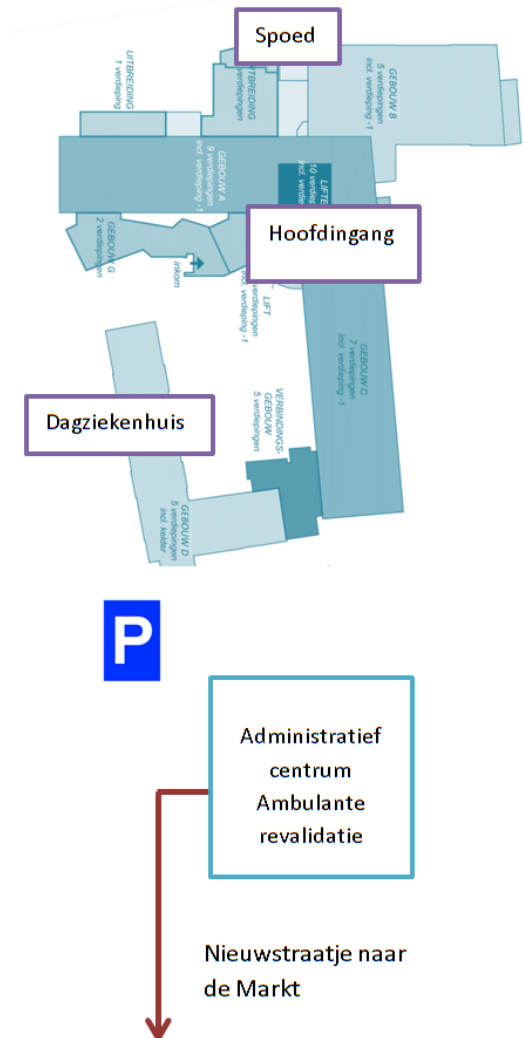 Spoed
UITBREIDING
1 verdieping
UITBREIDING
verdiepingen
GEBOUW B
5 verdiepingen
incl. verdieping -1
GEBOUW A
9 verdiepingen
incl. verdieping -1
10
incl.
Hoofdingang
GEBOUW G
2 verdiepingen
inkom
LIFT
verdiepingen
incl. verdieping -1
GEBOUW C
7 verdiepingen
incl. verdieping -1
Dagziekenhuis
VERBINDINGS-
GEBOUW
5 verdiepingen
GEBOUW D
5 verdiepingen
incl. kelder
P
Administratief
centrum
Ambulante
revalidatie
Nieuwstraatje naar
de Markt